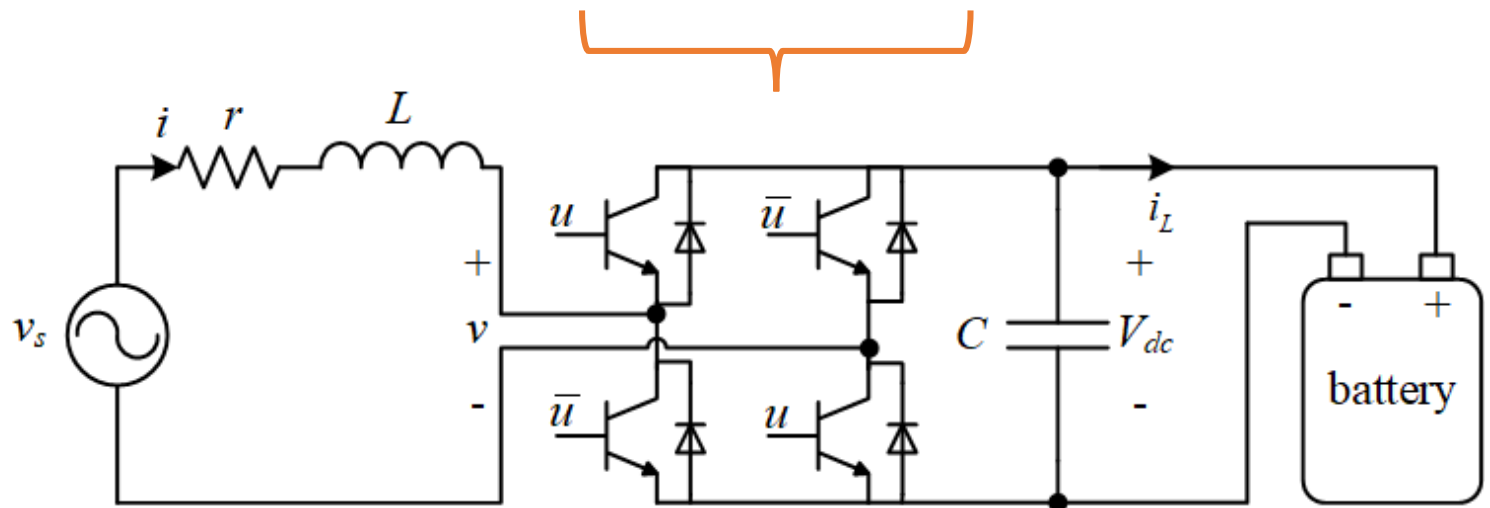 i r L
u ū
i_L
+ +
- +
v_s v C V_dc
battery
- ū u -